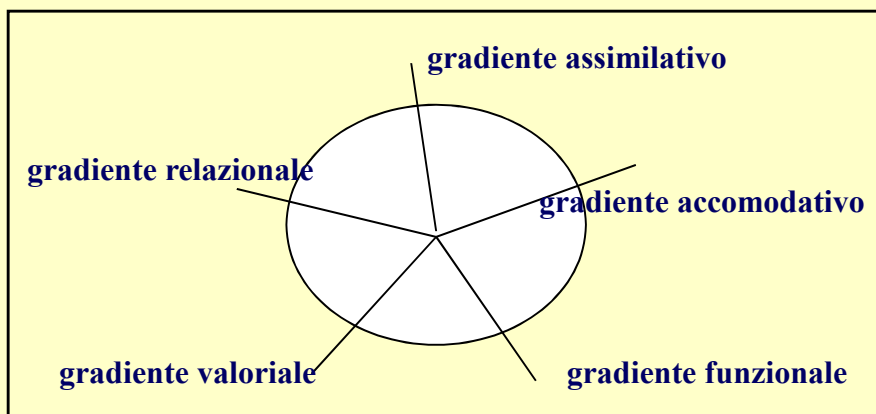 gradiente assimilativo
gradiente relazionale
gradiente accomodativo
gradiente valoriale
gradiente funzionale